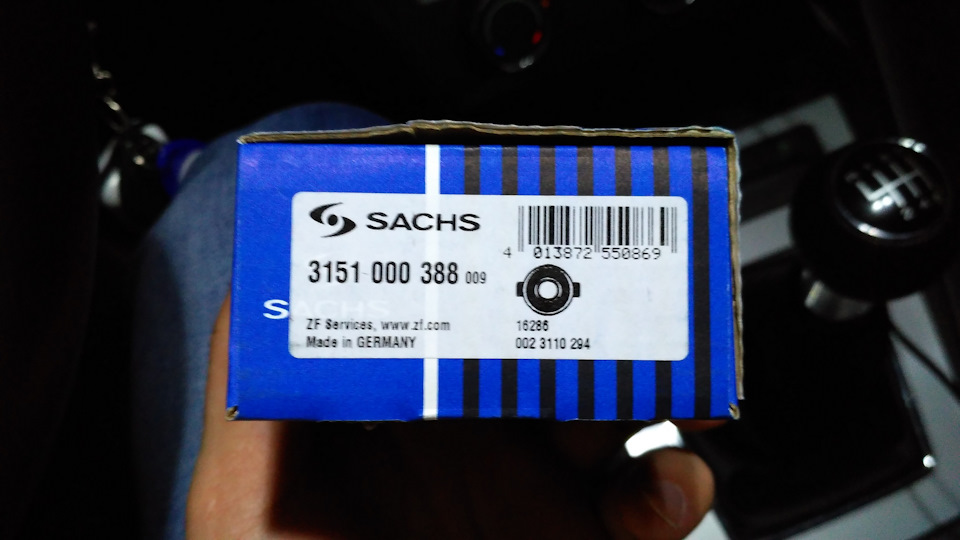 SACHS
4 013872 550869
3151 000 388 009
SACHS
ZF Services, www.zf.com
Made in GERMANY
16286
002 3110 294